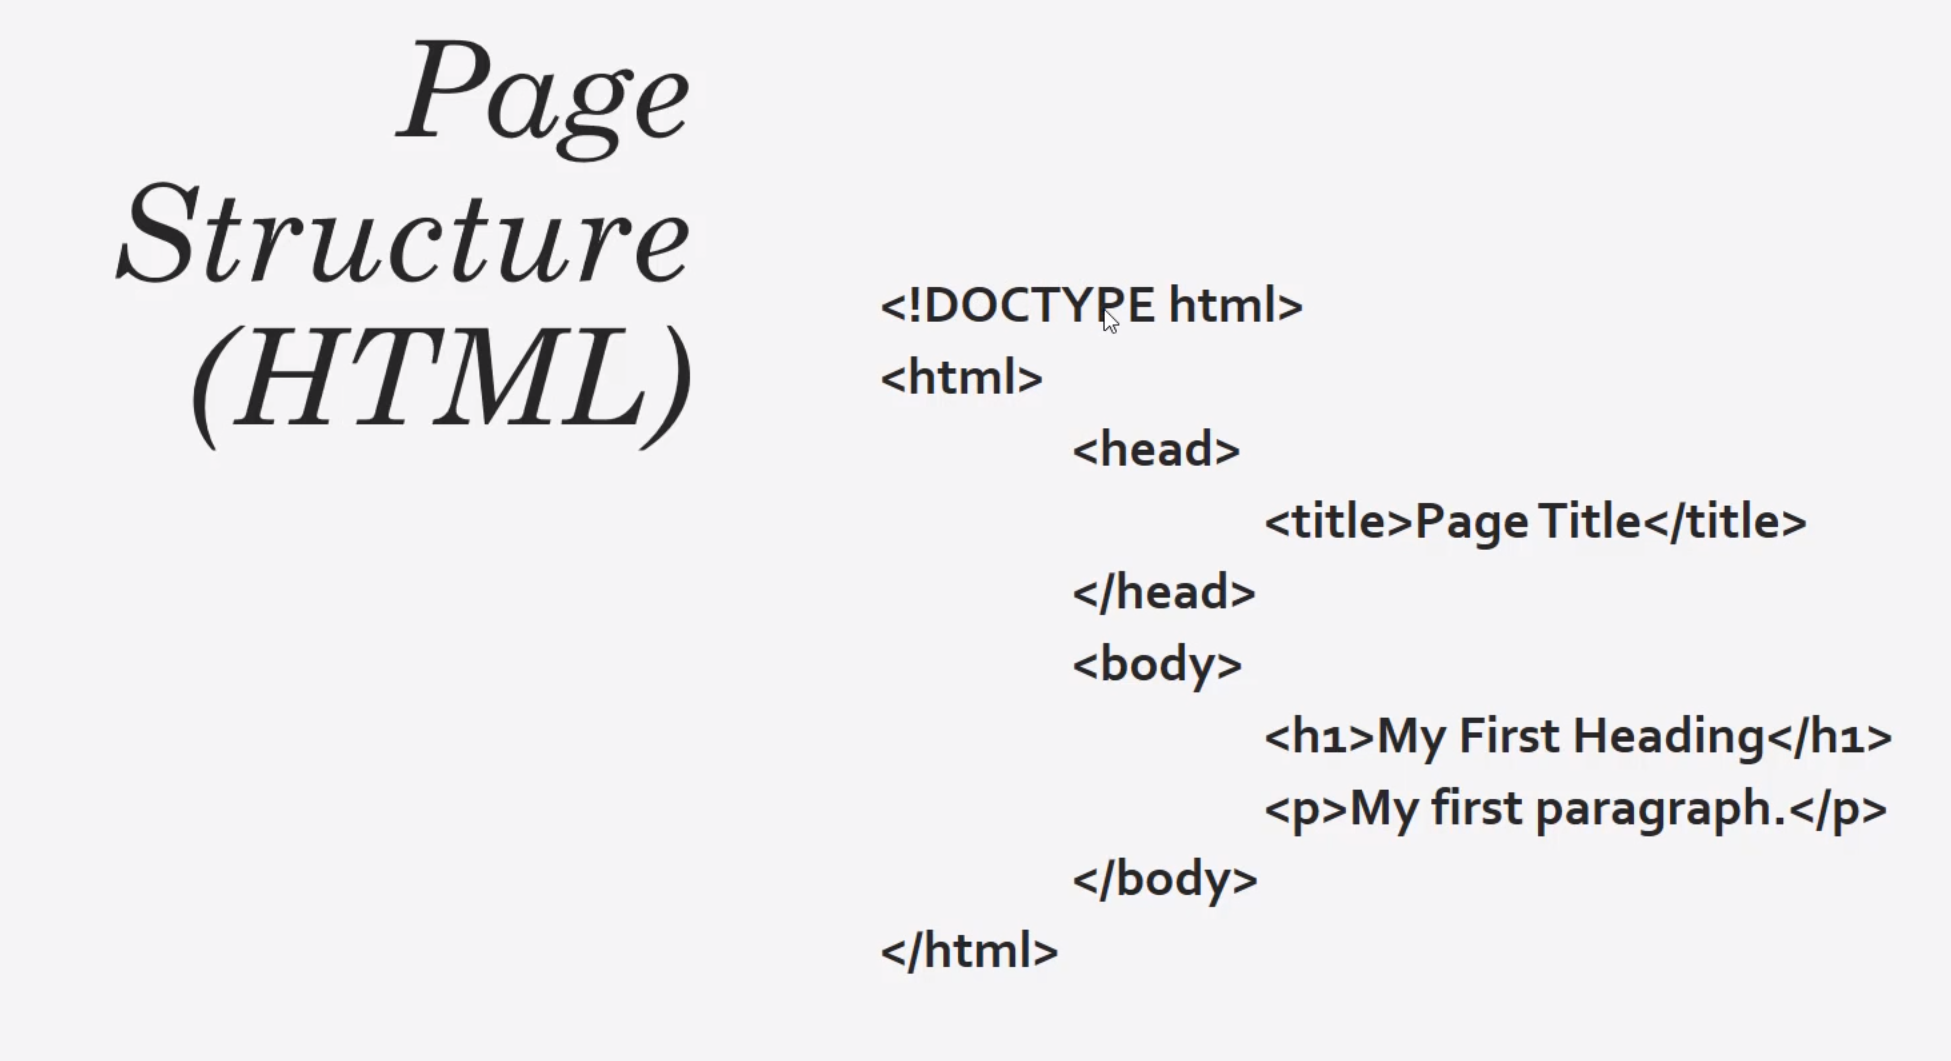 Page
Structure
(HTML)
<!DOCTYPE html>
<html>
<head>
<title>Page Title</title>
</head>
<body>
<h1>My First Heading</h1>
<p>My first paragraph.</p>
</body>
</html>